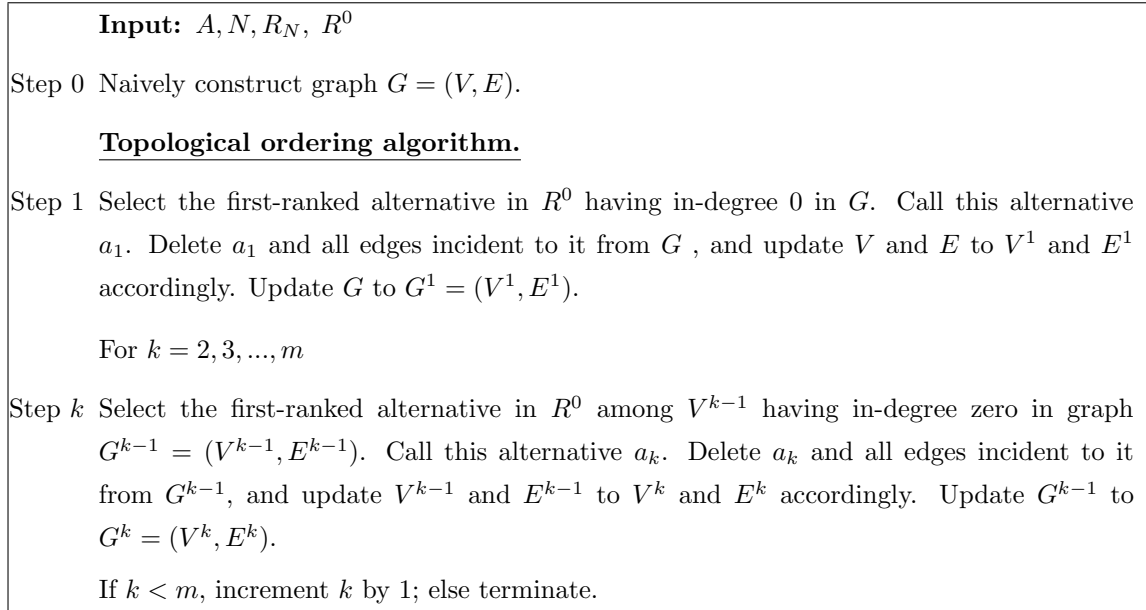 Input: A, N, R_N, R^0
Step 0 Naively construct graph G = (V, E).
Topological ordering algorithm.
Step 1 Select the first-ranked alternative in R^0 having in-degree 0 in G. Call this alternative
a_1. Delete a_1 and all edges incident to it from G , and update V and E to V^1 and E^1
accordingly. Update G to G^1 = (V^1, E^1).
For k = 2, 3, ..., m
Step k Select the first-ranked alternative in R^0 among V^{k-1} having in-degree zero in graph
G^{k-1} = (V^{k-1}, E^{k-1}). Call this alternative a_k. Delete a_k and all edges incident to it
from G^{k-1}, and update V^{k-1} and E^{k-1} to V^k and E^k accordingly. Update G^{k-1} to
G^k = (V^k, E^k).
If k < m, increment k by 1; else terminate.